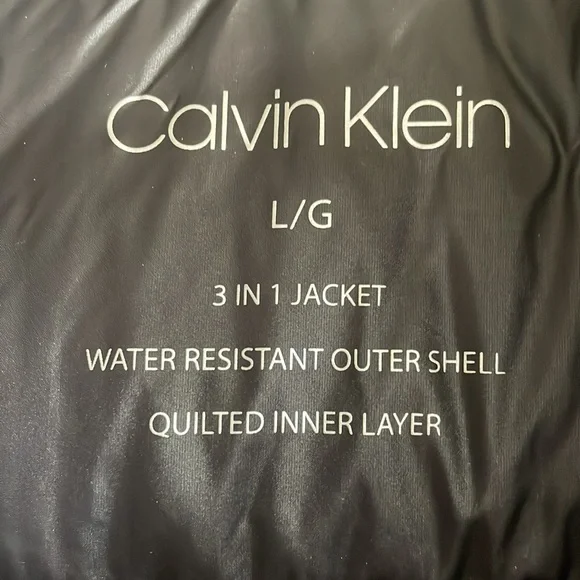 Calvin Klein
L/G
3 IN 1 JACKET
WATER RESISTANT OUTER SHELL
QUILTED INNER LAYER